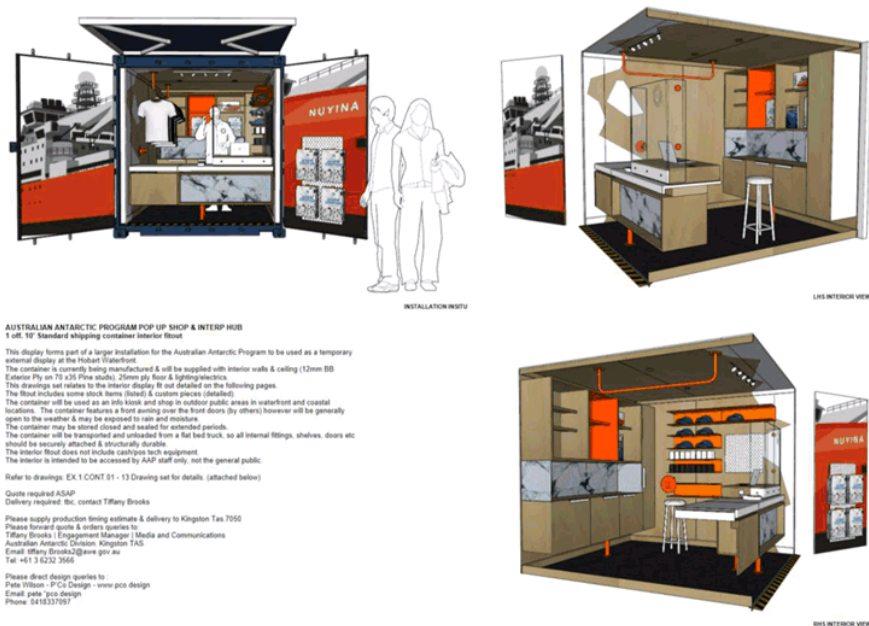 NUYINA
INSTALLATION INSITU
LHS INTERIOR VIEW
AUSTRALIAN ANTARCTIC PROGRAM POP UP SHOP & INTERP HUB
1 off. 10' Standard shipping container interior fitout
This display forms part of a larger installation for the Australian Antarctic Program to be used as a temporary
external display at the Hobart Waterfront.
The container is currently being manufactured & will be supplied with interior walls & ceiling (12mm BB
Exterior Ply on 70 x35 Pine studs), 25mm ply floor & lighting/electrics.
This drawings set relates to the interior display fit out detailed on the following pages.
The fitout includes some stock items (listed) & custom pieces (detailed).
The container will be used as an info kiosk and shop in outdoor public areas in waterfront and coastal
locations. The container features a front awning over the front doors (by others) however will be generally
open to the weather & may be exposed to rain and moisture.
The container may be stored closed and sealed for extended periods.
The container will be transported and unloaded from a flat bed truck, so all internal fittings, shelves, doors etc
should be securely attached & structurally durable.
The interior fitout does not include cash/pos tech equipment.
The interior is intended to be accessed by AAP staff only, not the general public.
Refer to drawings: EX.1.CONT.01 - 13 Drawing set for details. (attached below)
Quote required ASAP
Delivery required: tbc, contact Tiffany Brooks
Please supply production timing estimate & delivery to Kingston Tas.7050
Please forward quote & orders queries to:
Tiffany Brooks | Engagement Manager | Media and Communications
Australian Antarctic Division, Kingston TAS.
Email: tiffany.Brooks2@awe.gov.au
Tel: +61 3 6232 3566
Please direct design queries to :
Pete Wilson - P'Co Design - www.pco.design
Email: pete "pco.design
Phone: 0418337097
NUYINA
RHS INTERIOR VIEW